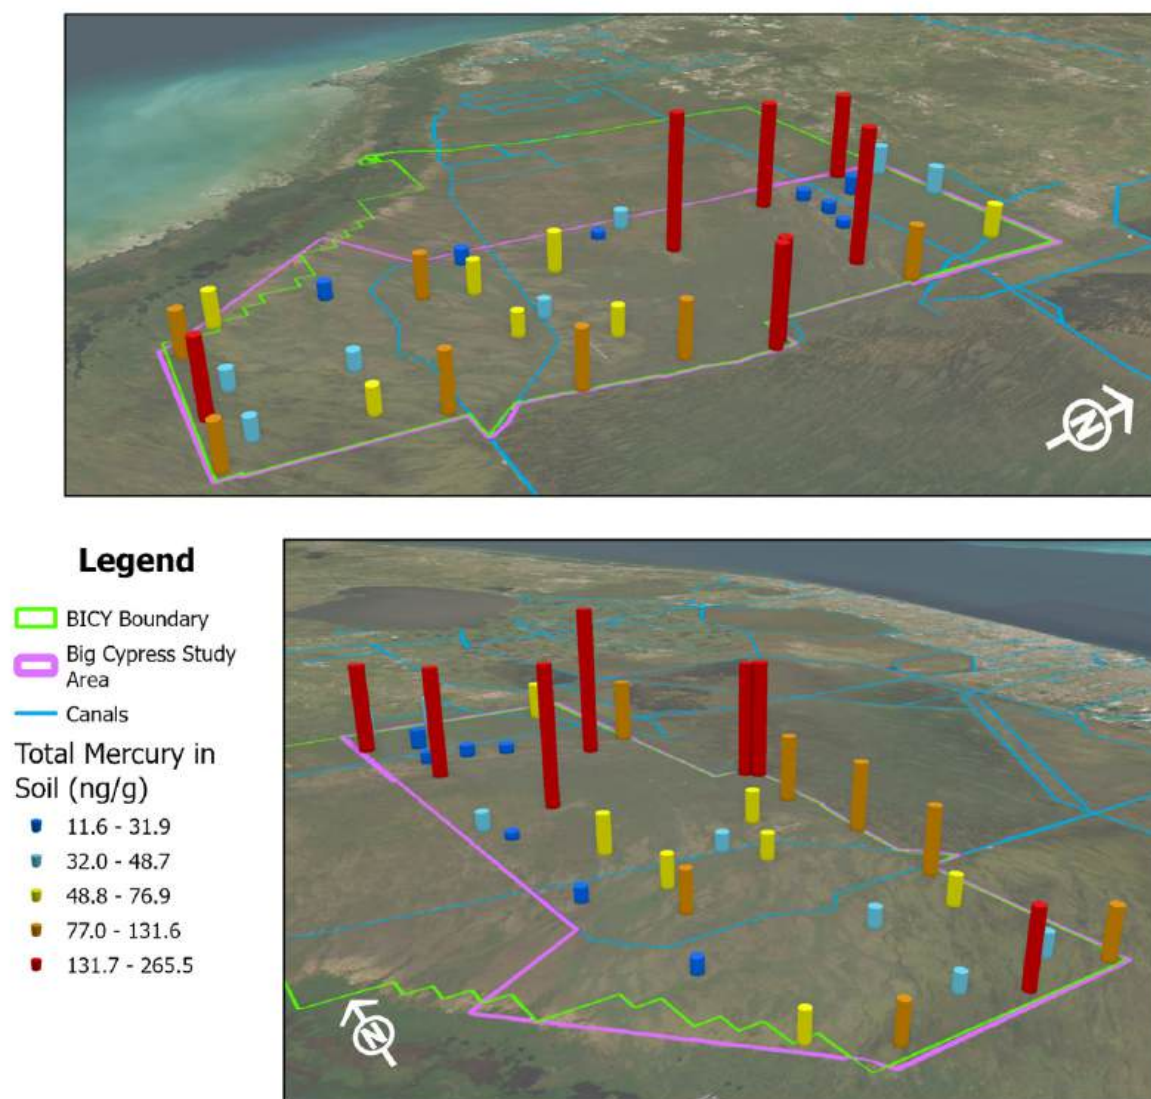 N
Legend
BICY Boundary
Big Cypress Study
Area
Canals
Total Mercury in
Soil (ng/g)
11.6 - 31.9
32.0 - 48.7
48.8 - 76.9
77.0 - 131.6
131.7 - 265.5
N